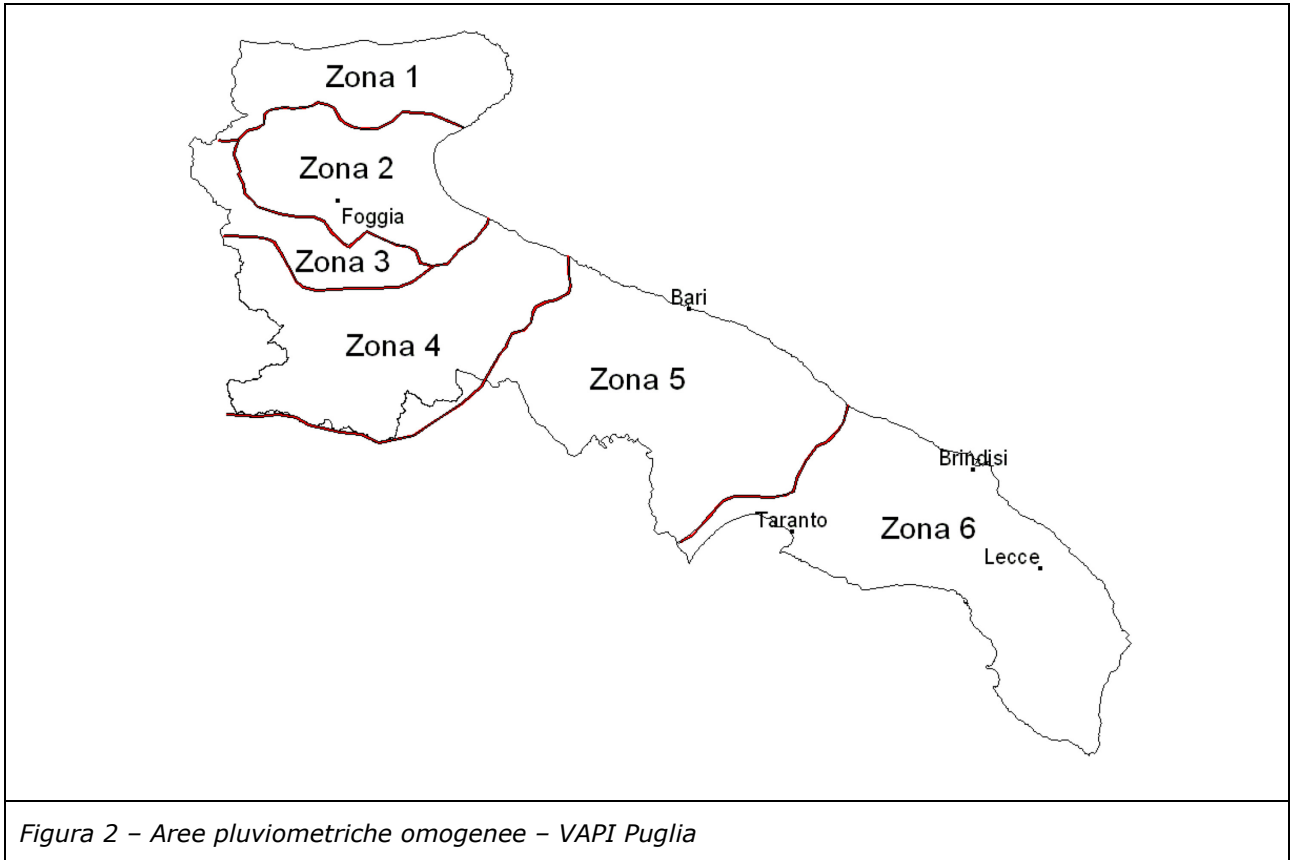 Zona 1
Zona 2
Foggia
Zona 3
Bari
Zona 4
Zona 5
Brindisi
Taranto
Zona 6
Lecce
Figura 2 – Aree pluviometriche omogenee – VAPI Puglia